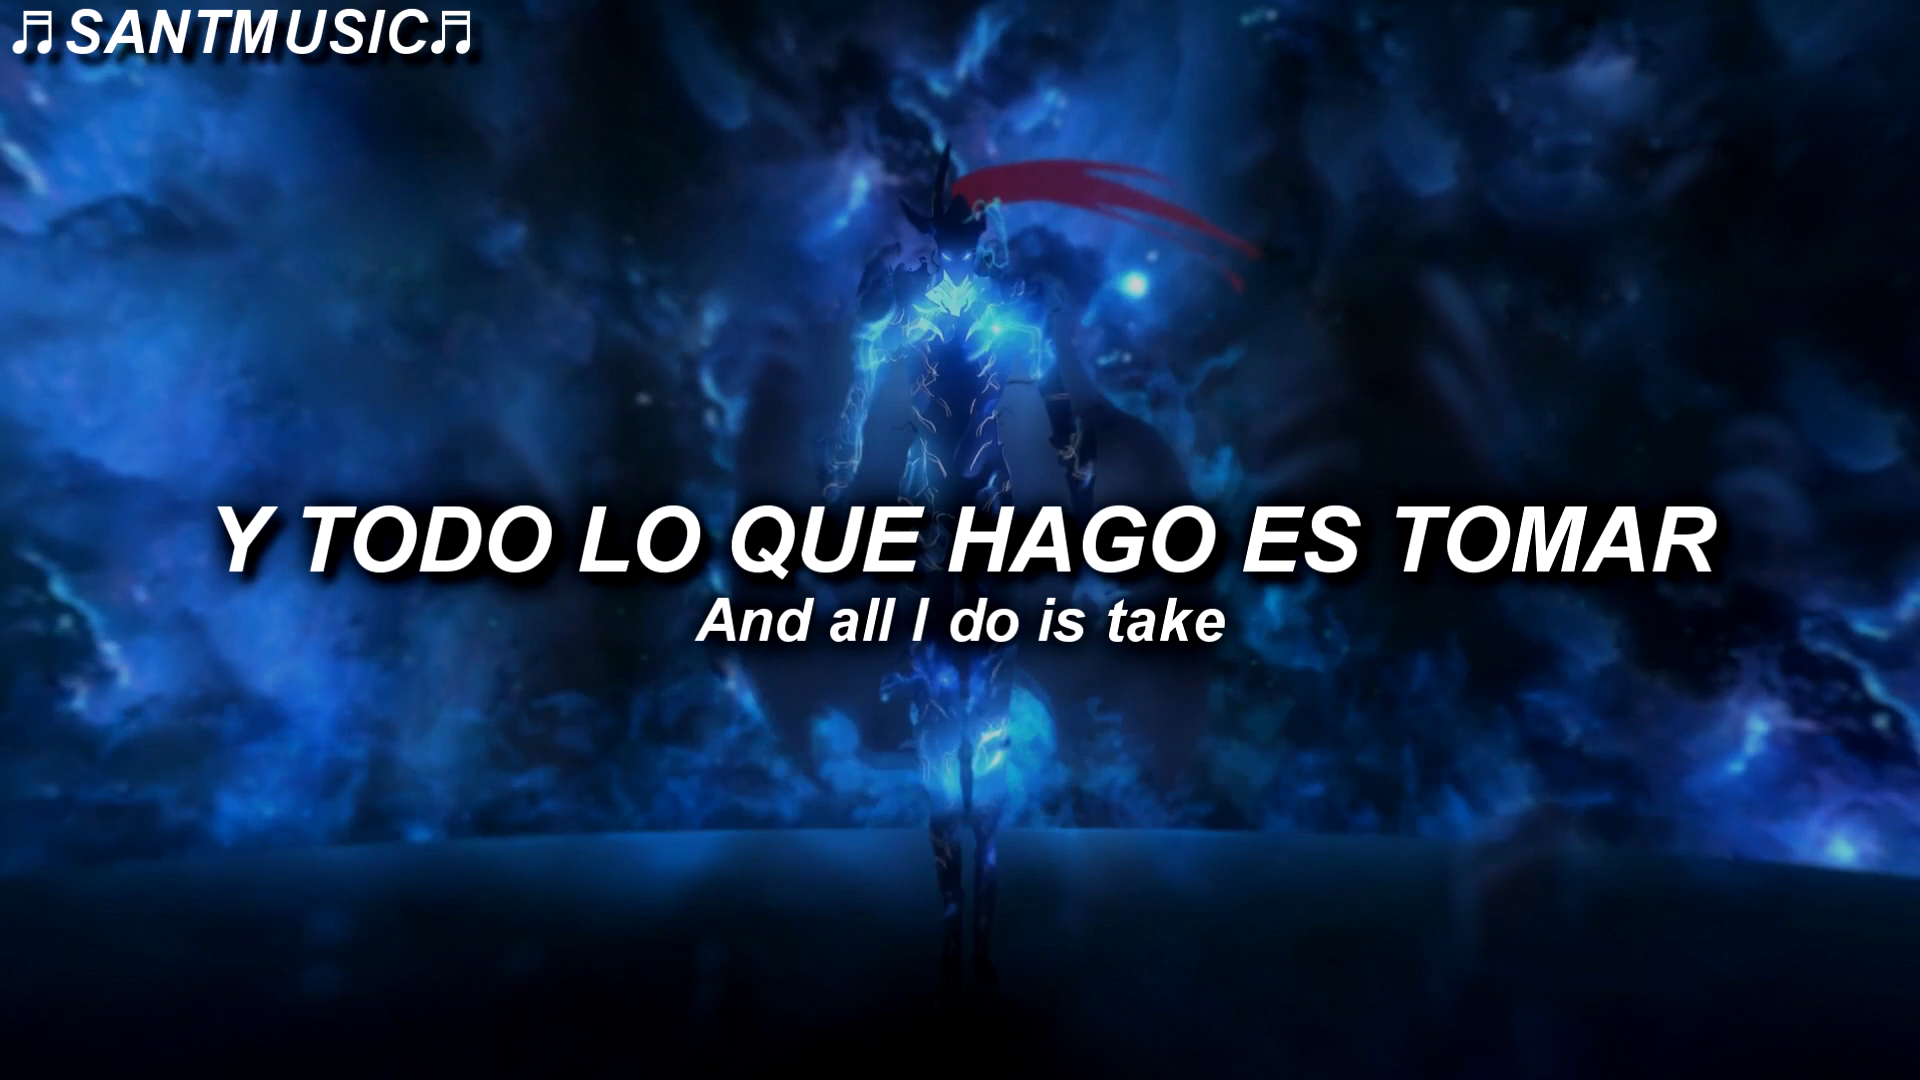 ♬SANTMUSIC♬
Y TODO LO QUE HAGO ES TOMAR
And all I do is take